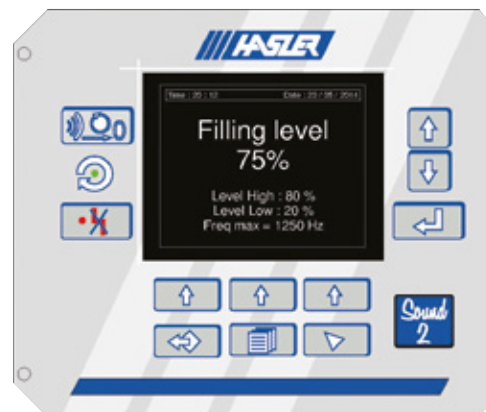 HASLER
Time : 20 : 12 Date : 23 / 05 / 2014
Filling level
75%
Level High : 80 %
Level Low : 20 %
Freq max = 1250 Hz
Sound
2